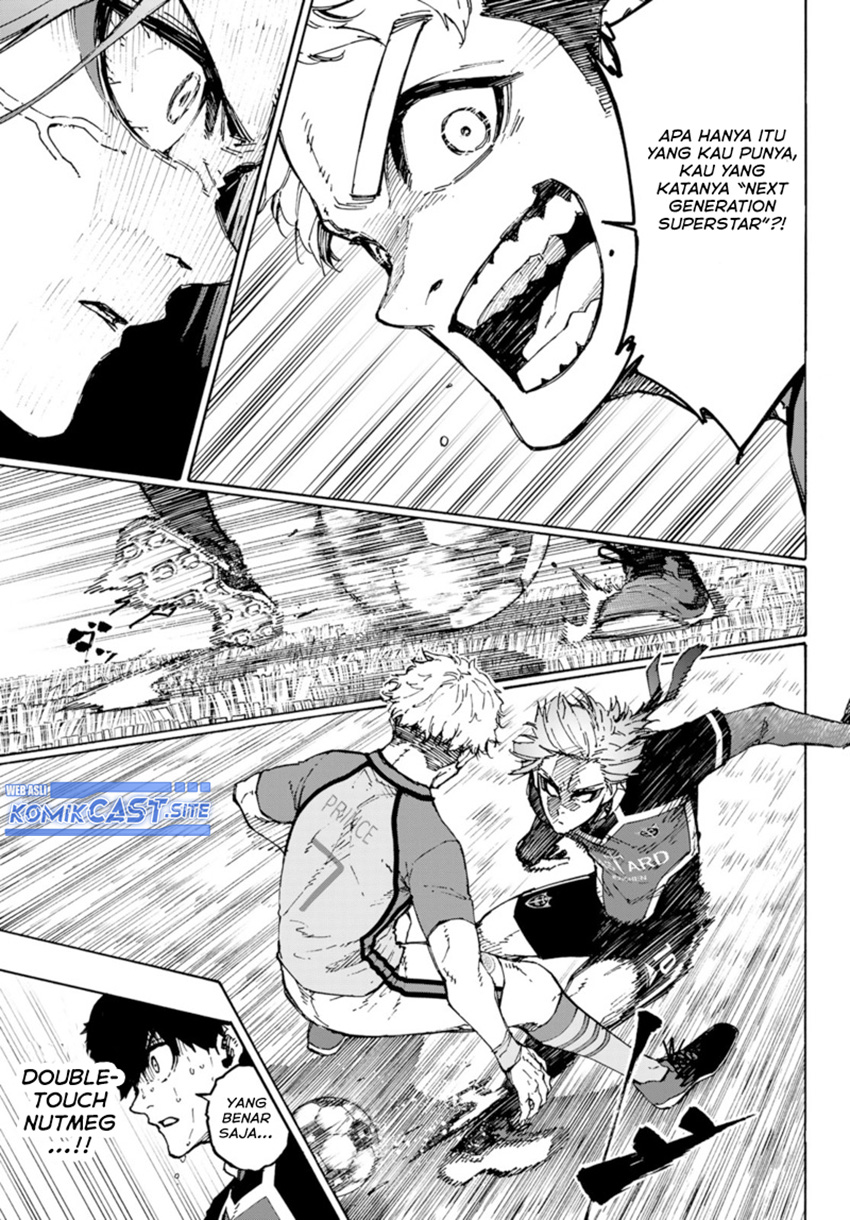 APA HANYA ITU
YANG KAU PUNYA,
KAU YANG
KATANYA "NEXT
GENERATION
SUPERSTAR"?!
WEB ASLI
KOMIKCAST.SITE
PRINCE
7
DOUBLE-
TOUCH
NUTMEG
...!!
YANG
BENAR
SAJA...